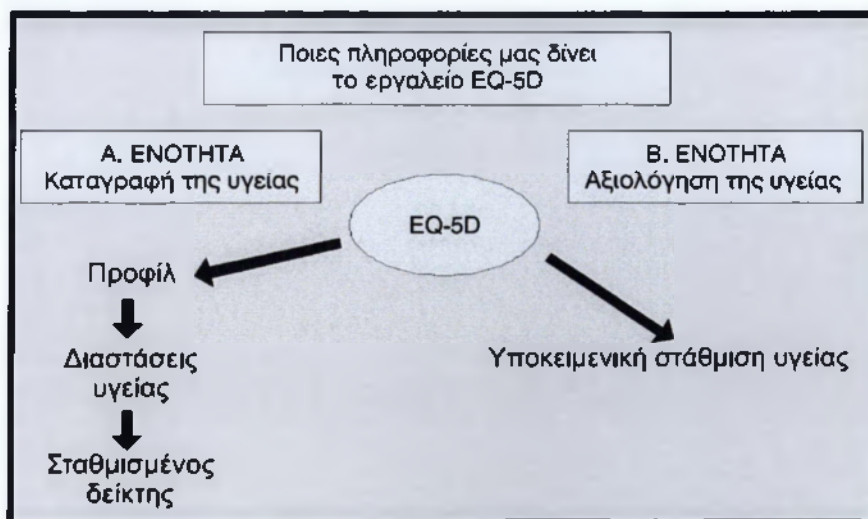 Ποιες πληροφορίες μας δίνει
το εργαλείο EQ-5D
Α. ΕΝΟΤΗΤΑ
Καταγραφή της υγείας
Β. ΕΝΟΤΗΤΑ
Αξιολόγηση της υγείας
EQ-5D
Προφίλ
Διαστάσεις
υγείας
Υποκειμενική στάθμιση υγείας
Σταθμισμένος
δείκτης